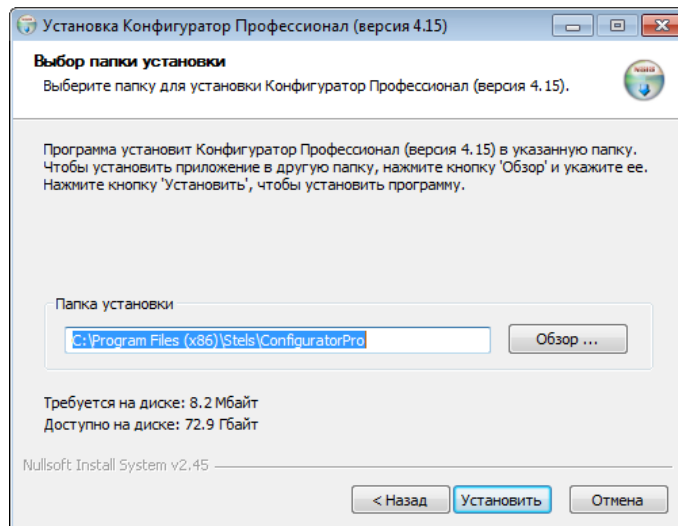 Установка Конфигуратор Профессионал (версия 4.15)
Выбор папки установки
Выберите папку для установки Конфигуратор Профессионал (версия 4.15).
Программа установит Конфигуратор Профессионал (версия 4.15) в указанную папку.
Чтобы установить приложение в другую папку, нажмите кнопку 'Обзор' и укажите ее.
Нажмите кнопку 'Установить', чтобы установить программу.
Папка установки
C:\Program Files (x86)\Stels\ConfiguratorPro
Обзор ...
Требуется на диске: 8.2 Мбайт
Доступно на диске: 72.9 Гбайт
Nullsoft Install System v2.45
< Назад
Установить
Отмена